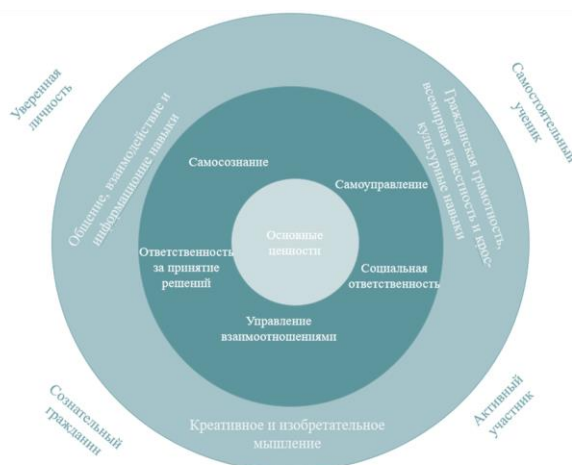 Уверенная
личность
Самостоятельный
ученик
Общение, взаимодействие и
информационные навыки
Гражданская грамотность,
всемирная известность и крос-
культурные навыки
Самосознание
Самоуправление
Основные
ценности
Ответственность
за принятие
решений
Социальная
ответственность
Управление
взаимоотношениями
Креативное и изобретательное
мышление
Сознательный
гражданин
Активный
участник